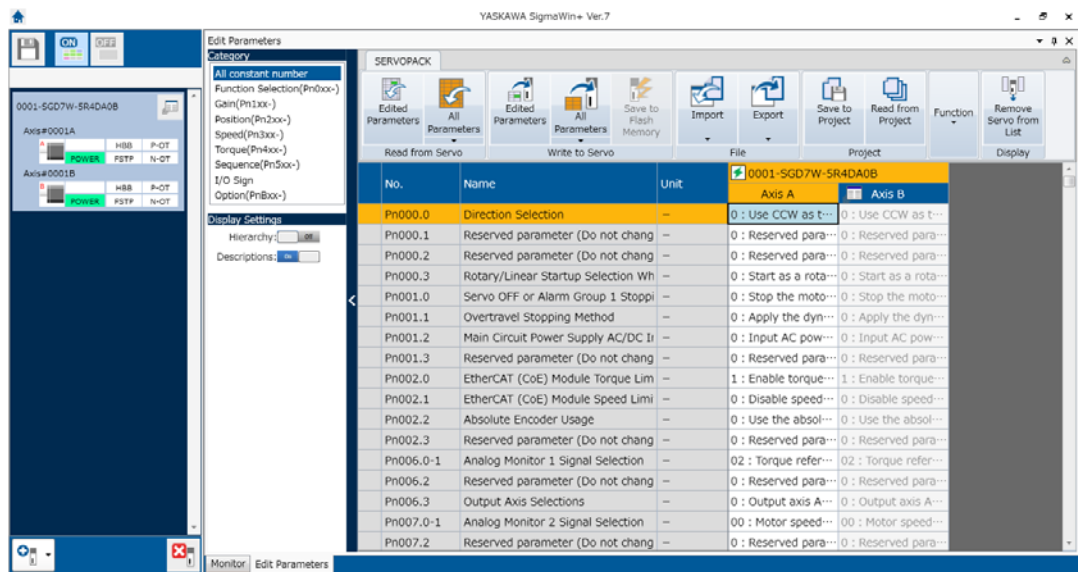 YASKAWA SigmaWin+ Ver.7
ON
OFF
0001-SGD7W-5R4DA0B
Axis#0001A
A
HBB P-OT
POWER FSTP N-OT
Axis#0001B
B
HBB P-OT
POWER FSTP N-OT
Edit Parameters
Category
All constant number
Function Selection(Pn0xx-)
Gain(Pn1xx-)
Position(Pn2xx-)
Speed(Pn3xx-)
Torque(Pn4xx-)
Sequence(Pn5xx-)
I/O Sign
Option(PnBxx-)
Display Settings
Hierarchy: Off
Descriptions: On
SERVOPACK
Edited Parameters
All Parameters
Read from Servo
Edited Parameters
All Parameters
Save to Flash Memory
Write to Servo
Import
Export
File
Save to Project
Read from Project
Function
Project
Remove Servo from List
Display
No. Name Unit 0001-SGD7W-5R4DA0B
Axis A Axis B
Pn000.0 Direction Selection − 0 : Use CCW as t··· 0 : Use CCW as t···
Pn000.1 Reserved parameter (Do not chang − 0 : Reserved para··· 0 : Reserved para···
Pn000.2 Reserved parameter (Do not chang − 0 : Reserved para··· 0 : Reserved para···
Pn000.3 Rotary/Linear Startup Selection Wh − 0 : Start as a rota··· 0 : Start as a rota···
Pn001.0 Servo OFF or Alarm Group 1 Stoppi − 0 : Stop the moto··· 0 : Stop the moto···
Pn001.1 Overtravel Stopping Method − 0 : Apply the dyn··· 0 : Apply the dyn···
Pn001.2 Main Circuit Power Supply AC/DC I − 0 : Input AC pow··· 0 : Input AC pow···
Pn001.3 Reserved parameter (Do not chang − 0 : Reserved para··· 0 : Reserved para···
Pn002.0 EtherCAT (CoE) Module Torque Lim − 1 : Enable torque··· 1 : Enable torque···
Pn002.1 EtherCAT (CoE) Module Speed Limi − 0 : Disable speed··· 0 : Disable speed···
Pn002.2 Absolute Encoder Usage − 0 : Use the absol··· 0 : Use the absol···
Pn002.3 Reserved parameter (Do not chang − 0 : Reserved para··· 0 : Reserved para···
Pn006.0-1 Analog Monitor 1 Signal Selection − 02 : Torque refer··· 02 : Torque refer···
Pn006.2 Reserved parameter (Do not chang − 0 : Reserved para··· 0 : Reserved para···
Pn006.3 Output Axis Selections − 0 : Output axis A··· 0 : Output axis A···
Pn007.0-1 Analog Monitor 2 Signal Selection − 00 : Motor speed··· 00 : Motor speed···
Pn007.2 Reserved parameter (Do not chang − 0 : Reserved para··· 0 : Reserved para···
Monitor Edit Parameters